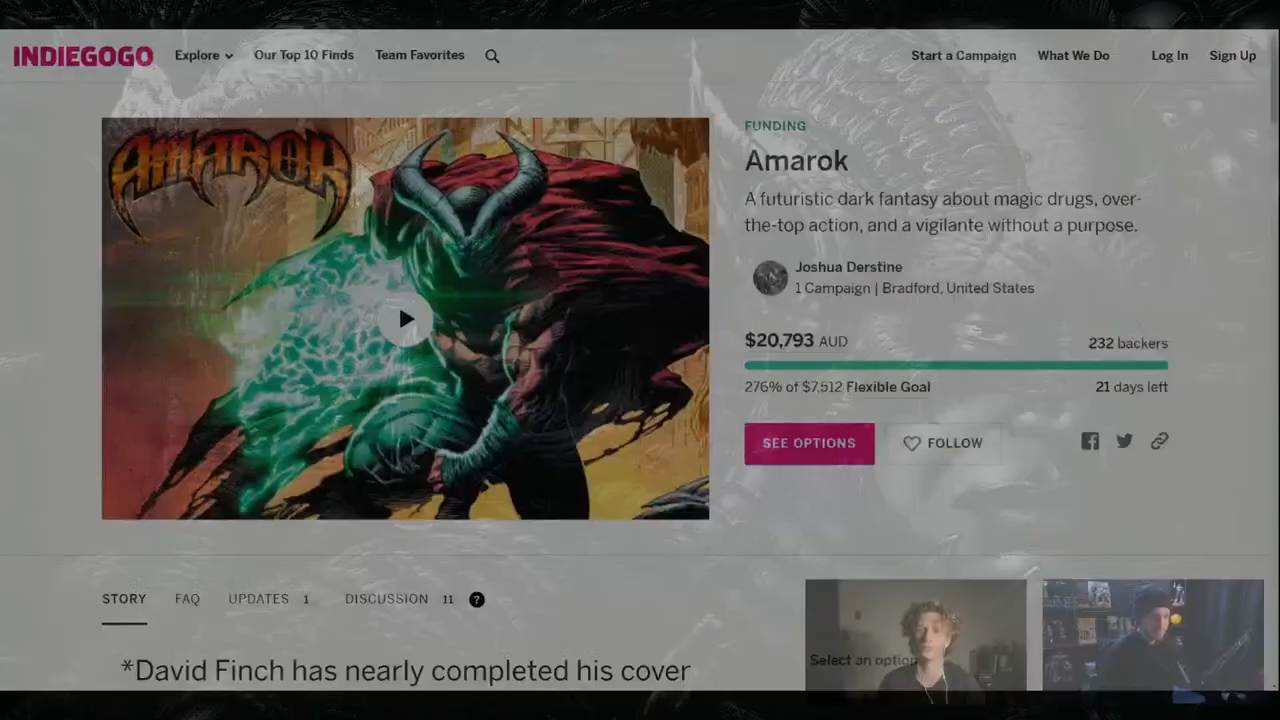 INDIEGOGO
Explore
Our Top 10 Finds
Team Favorites
Start a Campaign
What We Do
Log In
Sign Up
AMAROK
FUNDING
Amarok
A futuristic dark fantasy about magic drugs, over-
the-top action, and a vigilante without a purpose.
Joshua Derstine
1 Campaign | Bradford, United States
$20,793 AUD
232 backers
276% of $7,512 Flexible Goal
21 days left
SEE OPTIONS
FOLLOW
STORY
FAQ
UPDATES 1
DISCUSSION 11 ?
*David Finch has nearly completed his cover
Select an option